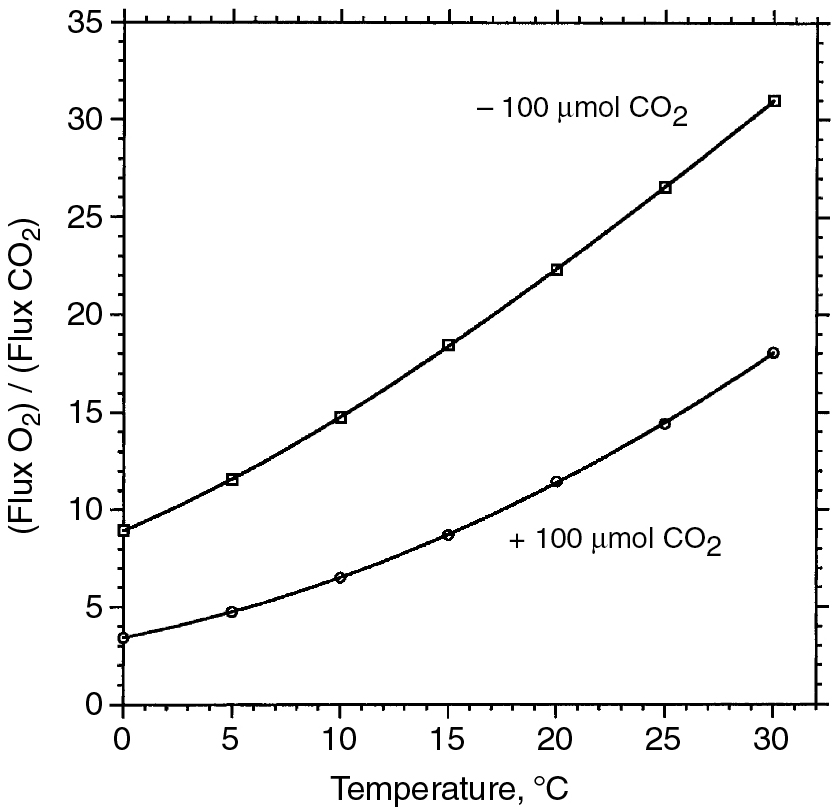 35
30
25
20
15
10
5
0
(Flux O₂) / (Flux CO₂)
– 100 μmol CO₂
+ 100 μmol CO₂
0 5 10 15 20 25 30
Temperature, °C